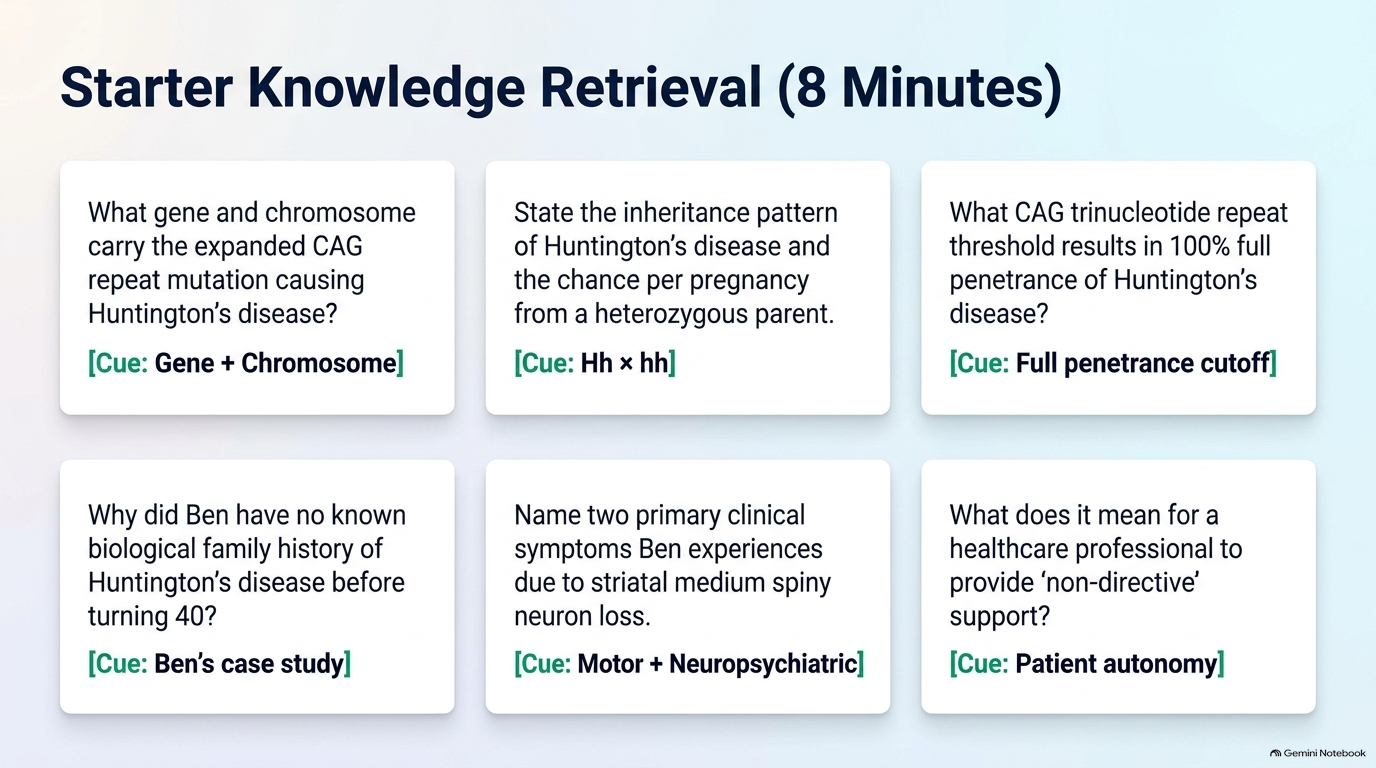 Starter Knowledge Retrieval (8 Minutes)
What gene and chromosome
carry the expanded CAG
repeat mutation causing
Huntington’s disease?
[Cue: Gene + Chromosome]
State the inheritance pattern
of Huntington’s disease and
the chance per pregnancy
from a heterozygous parent.
[Cue: Hh × hh]
What CAG trinucleotide repeat
threshold results in 100% full
penetrance of Huntington’s
disease?
[Cue: Full penetrance cutoff]
Why did Ben have no known
biological family history of
Huntington’s disease before
turning 40?
[Cue: Ben’s case study]
Name two primary clinical
symptoms Ben experiences
due to striatal medium spiny
neuron loss.
[Cue: Motor + Neuropsychiatric]
What does it mean for a
healthcare professional to
provide ‘non-directive’
support?
[Cue: Patient autonomy]
Gemini Notebook